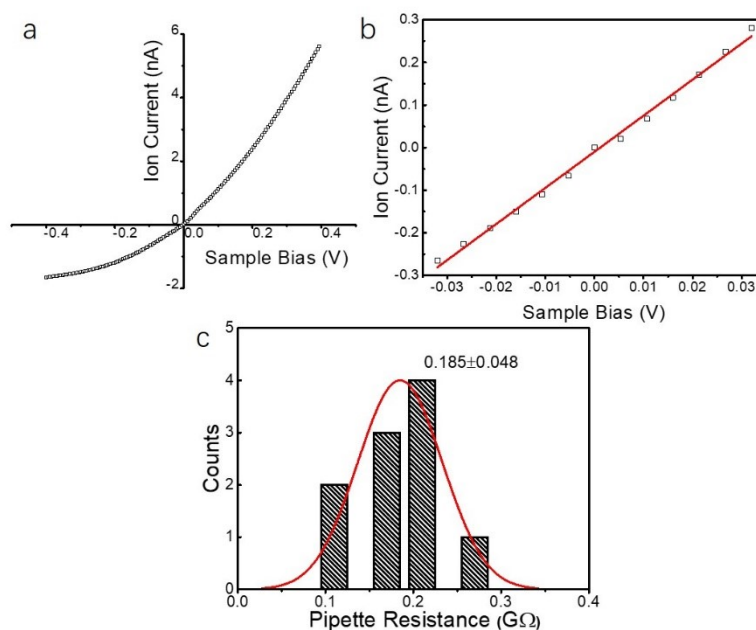 a
Ion Current (nA)
6
4
2
0
-2
-0.4
-0.2
0.0
0.2
0.4
Sample Bias (V)
b
Ion Current (nA)
0.3
0.2
0.1
0.0
-0.1
-0.2
-0.3
-0.03 -0.02 -0.01 0.00 0.01 0.02 0.03
Sample Bias (V)
c
Counts
5
4
3
2
1
0
0.185±0.048
0.0 0.1 0.2 0.3 0.4
Pipette Resistance (GΩ)